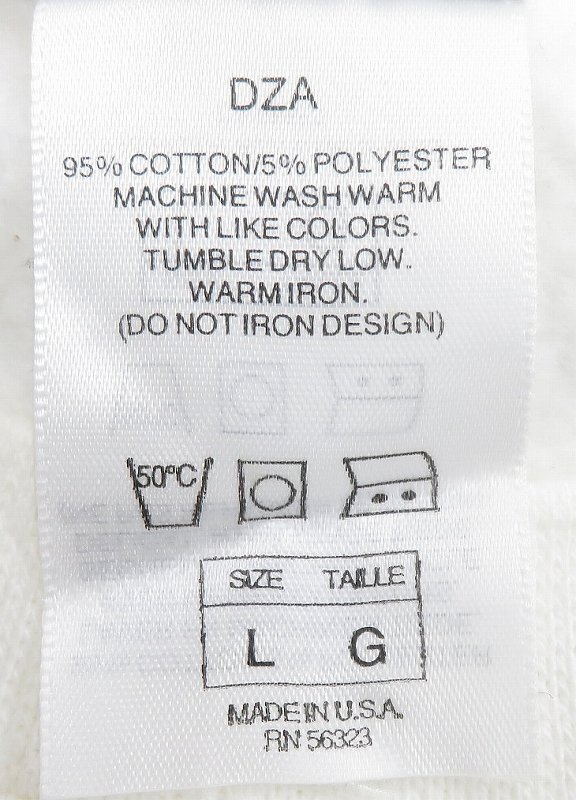 DZA
95% COTTON/5% POLYESTER
MACHINE WASH WARM
WITH LIKE COLORS.
TUMBLE DRY LOW.
WARM IRON.
(DO NOT IRON DESIGN)
50ºC
SIZE TAILLE
L G
MADE IN U.S.A.
RN 56323